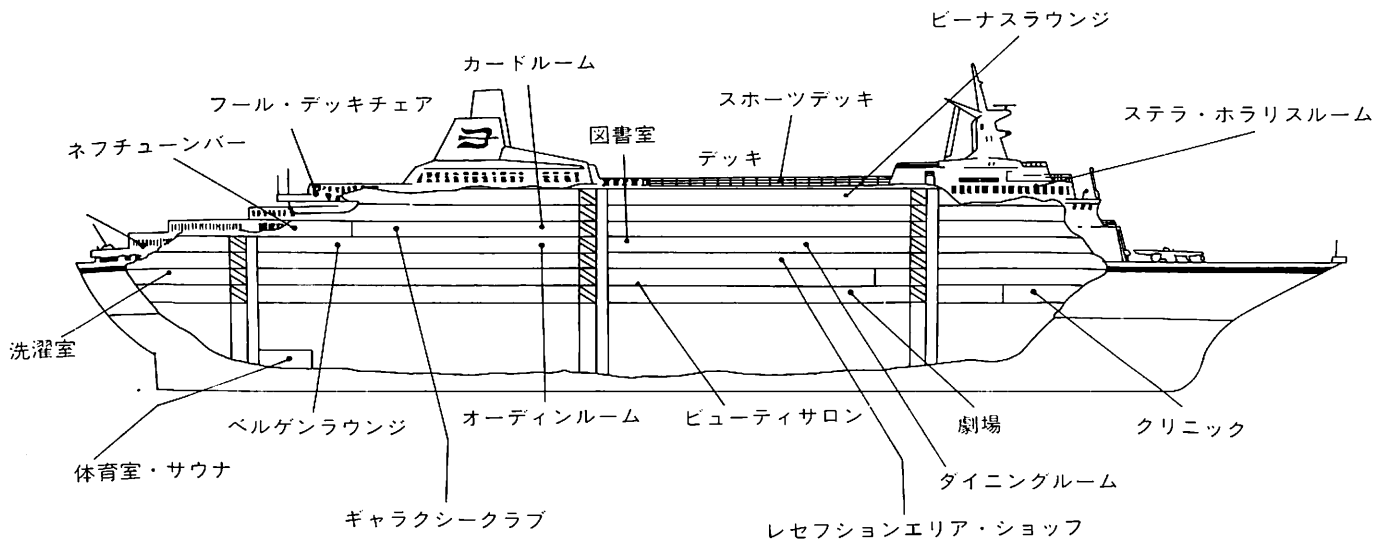 ビーナスラウンジ
カードルーム
スホーツデッキ
フール・デッキチェア
ステラ・ホラリスルーム
図書室
ネフチューンバー
デッキ
洗濯室
ベルゲンラウンジ
オーディンルーム
ビューティサロン
劇場
クリニック
体育室・サウナ
ダイニングルーム
ギャラクシークラブ
レセフションエリア・ショッフ